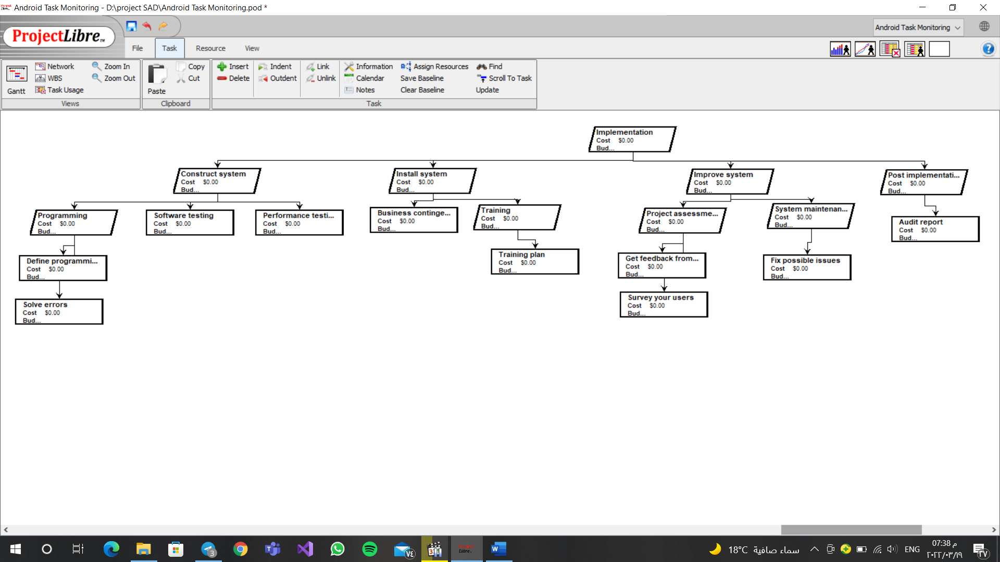 Android Task Monitoring - D:\project SAD\Android Task Monitoring.pod *
ProjectLibre™
Android Task Monitoring
File Task Resource View
Gantt
Network
WBS
Task Usage
Zoom In
Zoom Out
Views
Paste
Copy
Cut
Clipboard
Insert
Delete
Indent
Outdent
Link
Unlink
Information
Calendar
Notes
Assign Resources
Save Baseline
Clear Baseline
Find
Scroll To Task
Update
Task
Implementation
Cost $0.00
Bud...
Construct system
Cost $0.00
Bud...
Install system
Cost $0.00
Bud...
Improve system
Cost $0.00
Bud...
Post implementati...
Cost $0.00
Bud...
Programming
Cost $0.00
Bud...
Software testing
Cost $0.00
Bud...
Performance testi...
Cost $0.00
Bud...
Business continge...
Cost $0.00
Bud...
Training
Cost $0.00
Bud...
Project assessme...
Cost $0.00
Bud...
System maintenan...
Cost $0.00
Bud...
Audit report
Cost $0.00
Bud...
Define programmi...
Cost $0.00
Bud...
Training plan
Cost $0.00
Bud...
Get feedback from...
Cost $0.00
Bud...
Fix possible issues
Cost $0.00
Bud...
Solve errors
Cost $0.00
Bud...
Survey your users
Cost $0.00
Bud...
3
٧٤
321
Project
Libre
18°C سماء صافية
ENG
07:38 م
٢٠٢٢/٠٣/١٩
٢٧